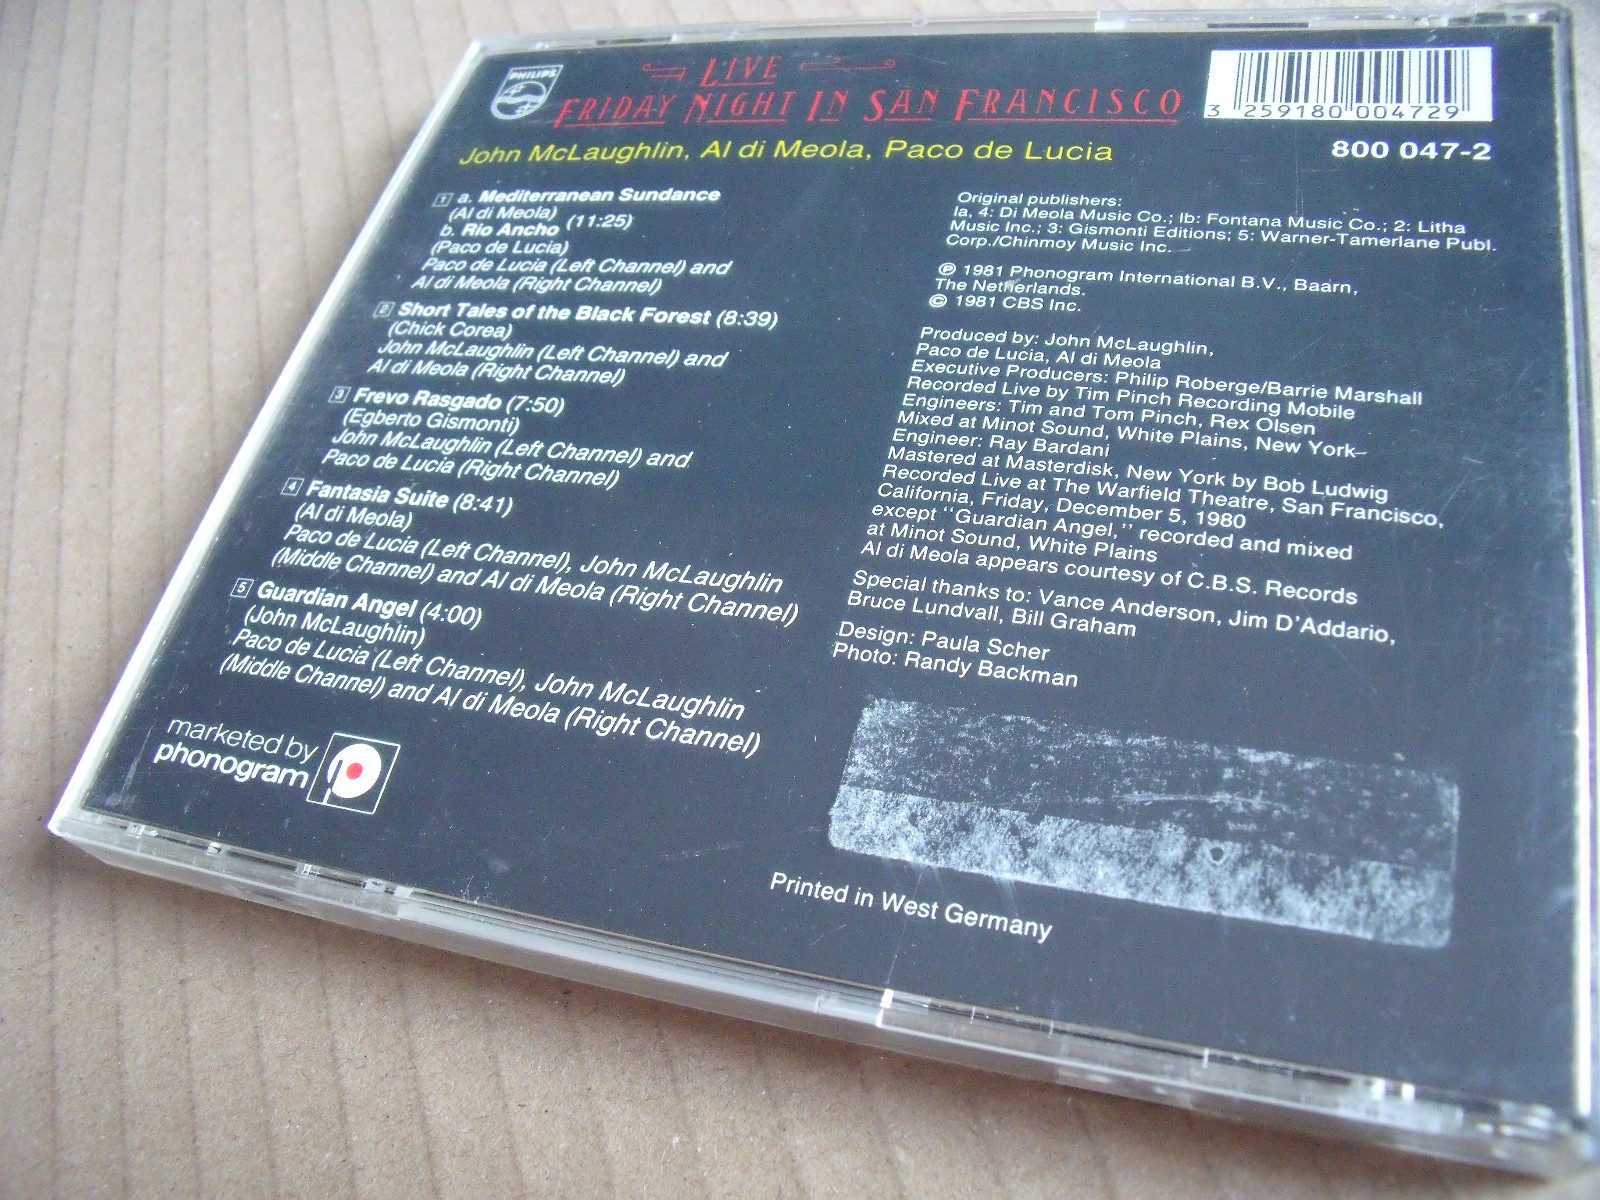 PHILIPS
LIVE
FRIDAY NIGHT IN SAN FRANCISCO
3 259180 004729
John McLaughlin, Al di Meola, Paco de Lucia
800 047-2
1 a. Mediterranean Sundance
(Al di Meola) (11:25)
b. Rio Ancho
(Paco de Lucia)
Paco de Lucia (Left Channel) and
Al di Meola (Right Channel)
2 Short Tales of the Black Forest (8:39)
(Chick Corea)
John McLaughlin (Left Channel) and
Al di Meola (Right Channel)
3 Frevo Rasgado (7:50)
(Egberto Gismonti)
John McLaughlin (Left Channel) and
Paco de Lucia (Right Channel)
4 Fantasia Suite (8:41)
(Al di Meola)
Paco de Lucia (Left Channel), John McLaughlin
(Middle Channel) and Al di Meola (Right Channel)
5 Guardian Angel (4:00)
(John McLaughlin)
Paco de Lucia (Left Channel), John McLaughlin
(Middle Channel) and Al di Meola (Right Channel)
marketed by
phonogram
Original publishers:
Ia, 4: Di Meola Music Co.; Ib: Fontana Music Co.; 2: Litha
Music Inc.; 3: Gismonti Editions; 5: Warner-Tamerlane Publ.
Corp./Chinmoy Music Inc.
℗ 1981 Phonogram International B.V., Baarn,
The Netherlands.
© 1981 CBS Inc.
Produced by: John McLaughlin,
Paco de Lucia, Al di Meola
Executive Producers: Philip Roberge/Barrie Marshall
Recorded Live by Tim Pinch Recording Mobile
Engineers: Tim and Tom Pinch, Rex Olsen
Mixed at Minot Sound, White Plains, New York—
Engineer: Ray Bardani
Mastered at Masterdisk, New York by Bob Ludwig
Recorded Live at The Warfield Theatre, San Francisco,
California, Friday, December 5, 1980
except "Guardian Angel," recorded and mixed
at Minot Sound, White Plains
Al di Meola appears courtesy of C.B.S. Records
Special thanks to: Vance Anderson, Jim D'Addario,
Bruce Lundvall, Bill Graham
Design: Paula Scher
Photo: Randy Backman
Printed in West Germany